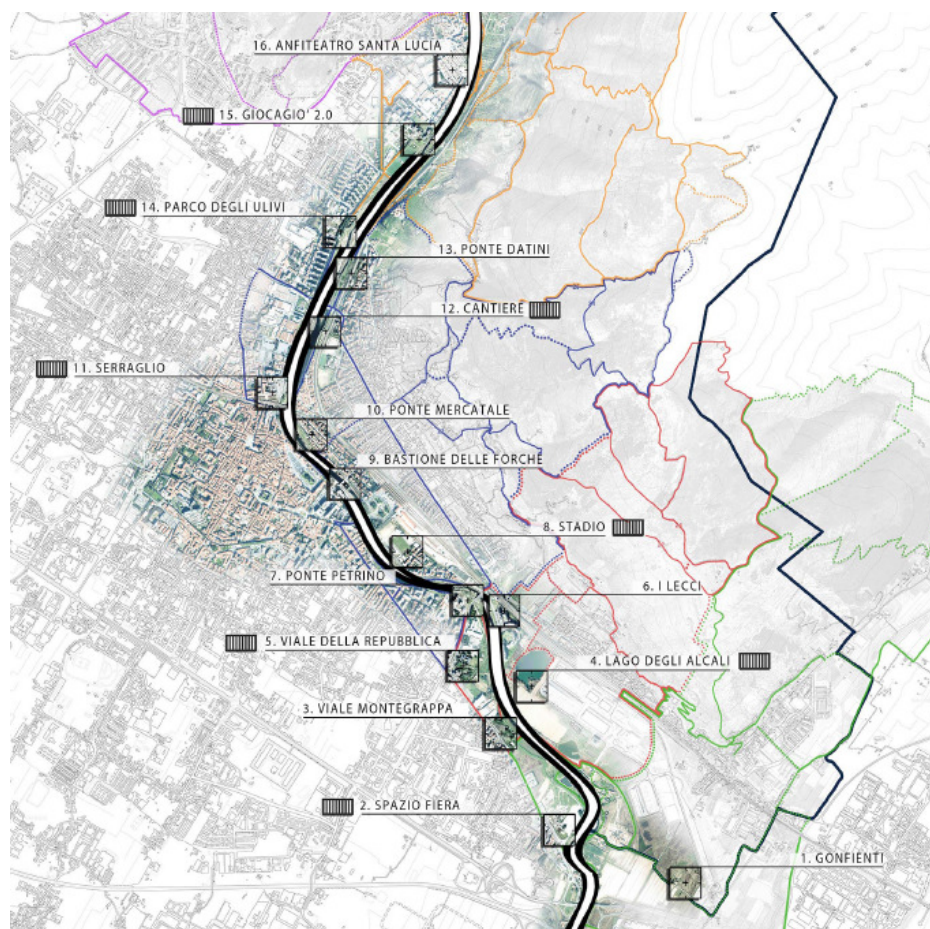 16. ANFITEATRO SANTA LUCIA
15. GIOCAGIO' 2.0
14. PARCO DEGLI ULIVI
13. PONTE DATINI
12. CANTIERE
11. SERRAGLIO
10. PONTE MERCATALE
9. BASTIONE DELLE FORCHE
8. STADIO
7. PONTE PETRINO
6. I LECCI
5. VIALE DELLA REPUBBLICA
4. LAGO DEGLI ALCALI
3. VIALE MONTEGRAPPA
2. SPAZIO FIERA
1. GONFIENTI